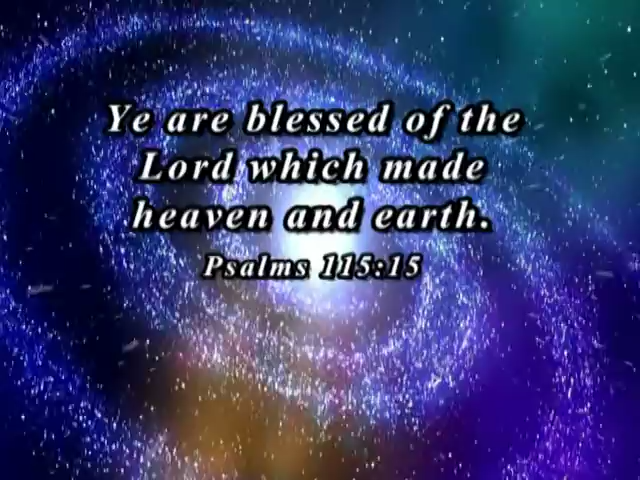 Ye are blessed of the
Lord which made
heaven and earth.
Psalms 115:15